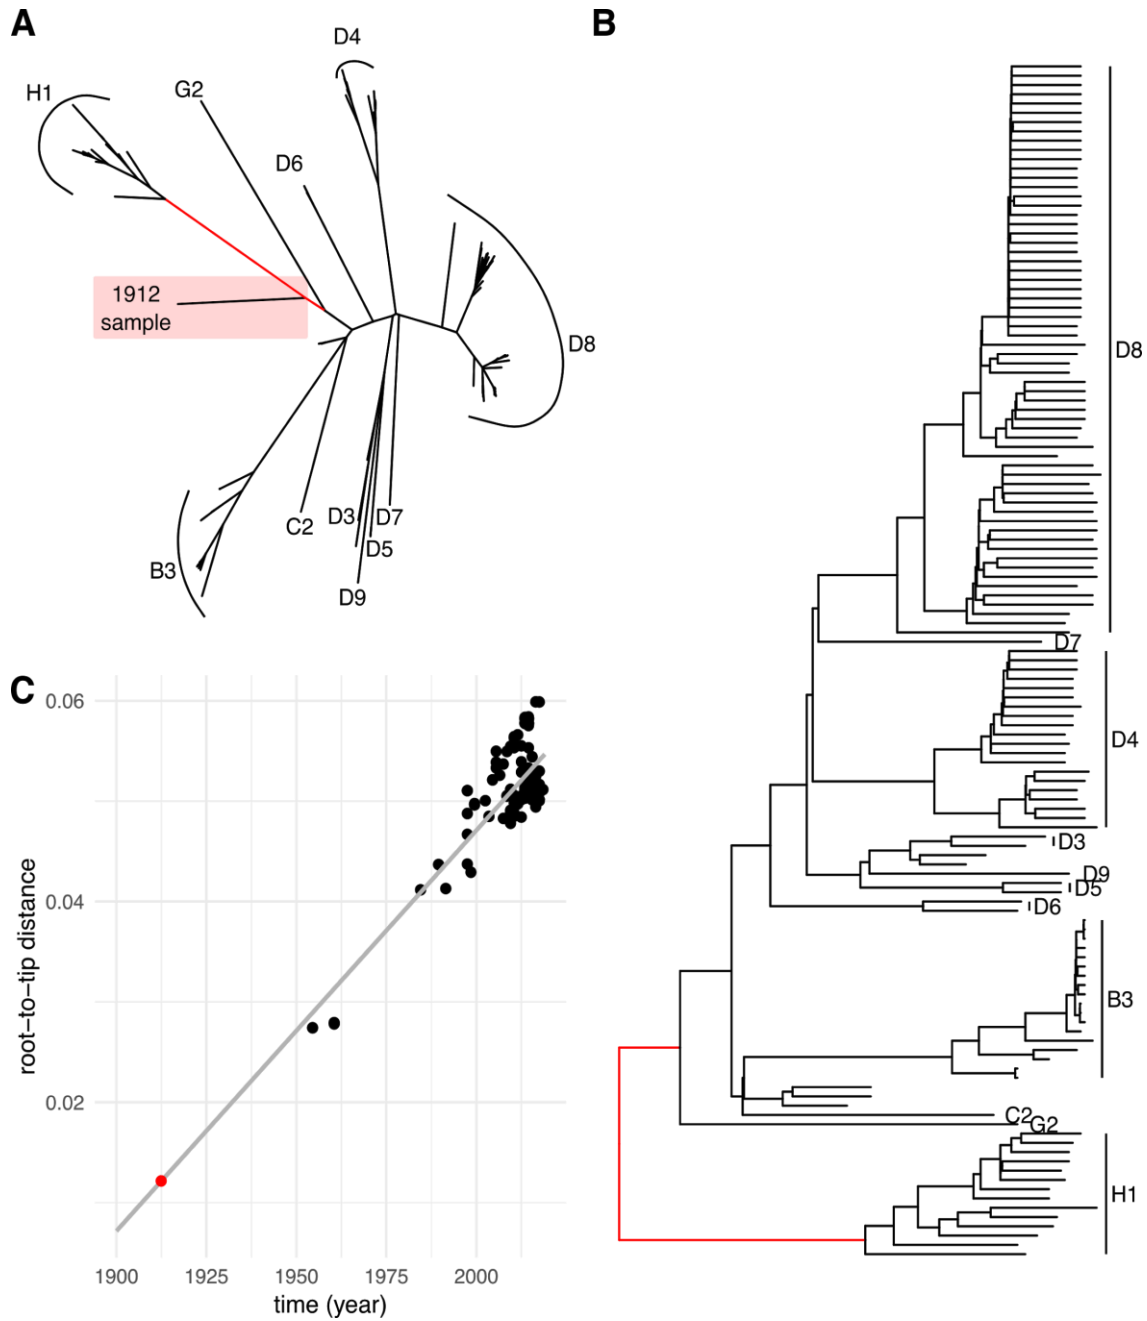 A
D4
H1
G2
D6
1912
sample
D8
C2
D3
D7
D5
B3
D9
B
D8
D7
D4
D3
D9
D5
D6
B3
C2
G2
H1
C
0.06
0.04
0.02
root−to−tip distance
1900
1925
1950
1975
2000
time (year)